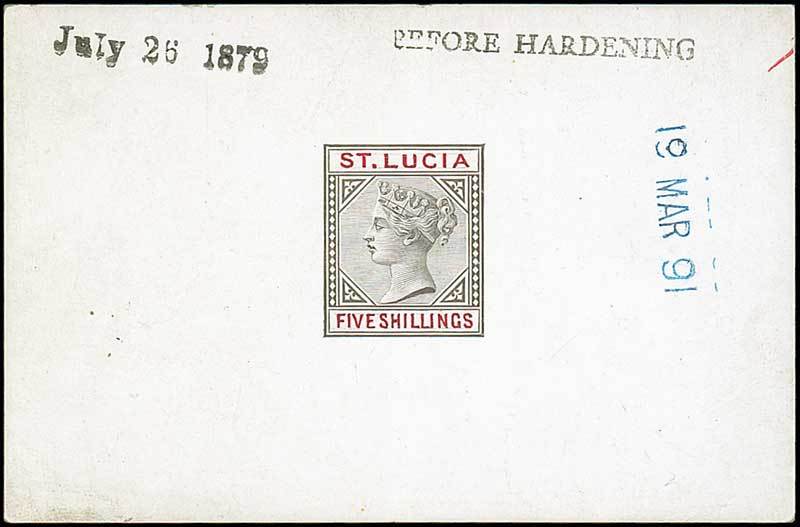 July 26 1879
BEFORE HARDENING
19 MAR 91
ST. LUCIA
FIVE SHILLINGS